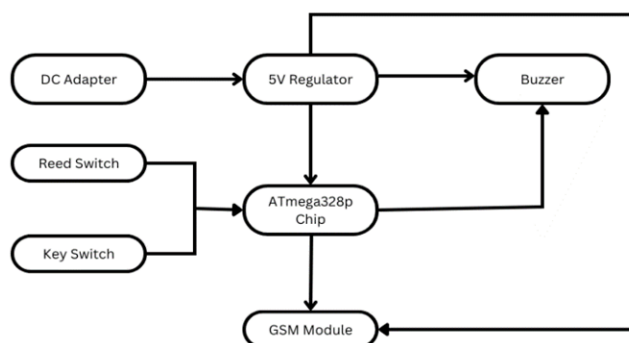 DC Adapter
5V Regulator
Buzzer
Reed Switch
ATmega328p
Chip
Key Switch
GSM Module